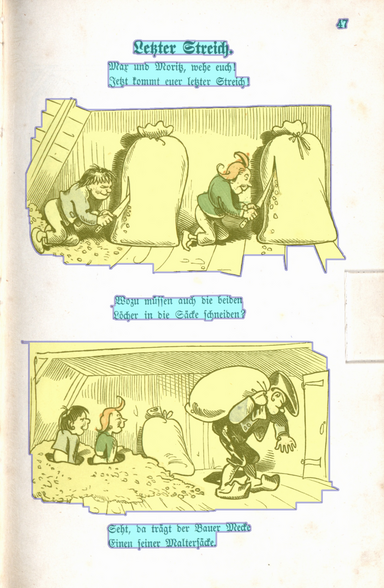 47
Letzter Streich.
Max und Moritz, wehe euch!
Jetzt kommt euer letzter Streich!
Wozu müssen auch die beiden
Löcher in die Säcke schneiden?
Seht, da trägt der Bauer Mecke
Einen seiner Maltersäcke.